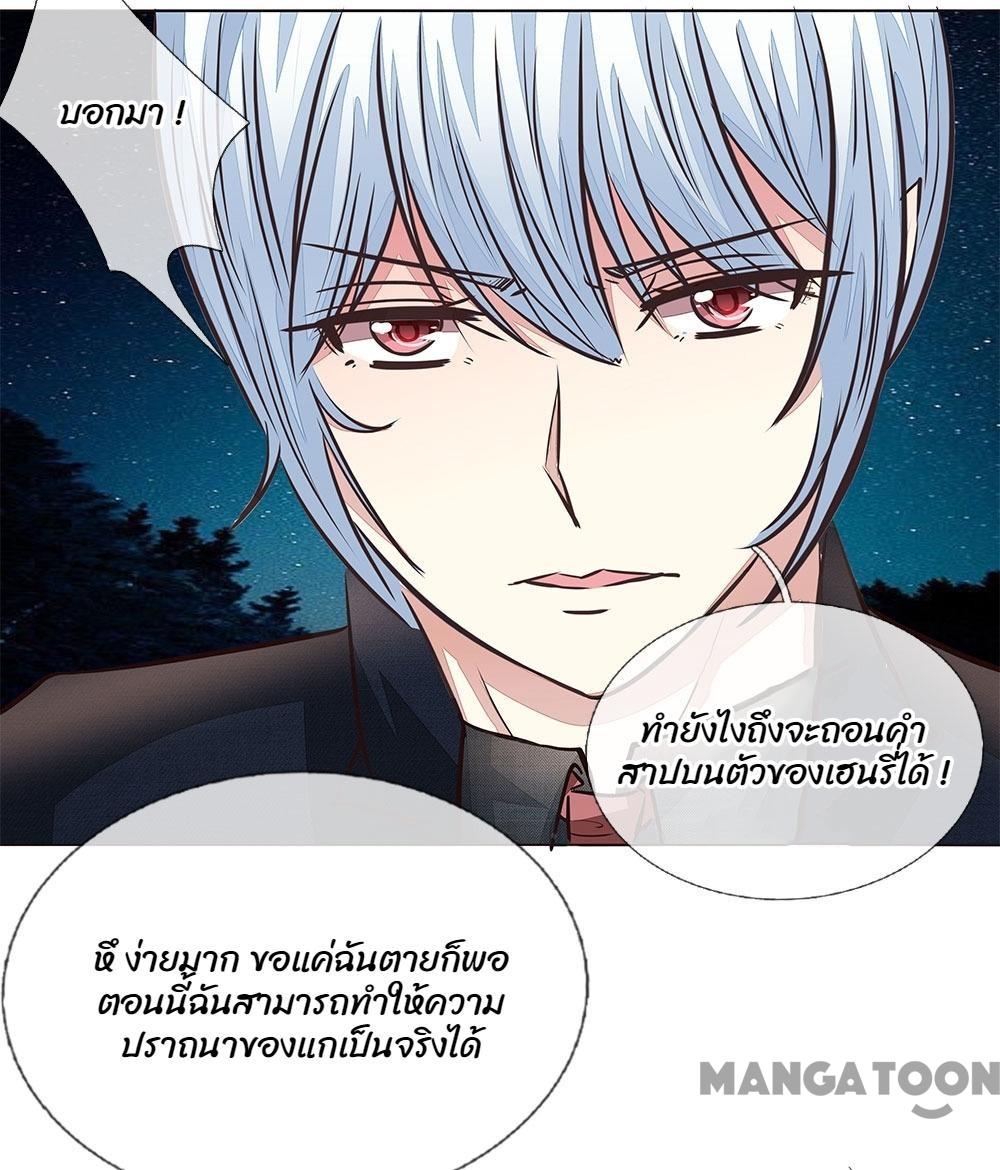 บอกมา !
ทำยังไงถึงจะถอนคำ
สาปบนตัวของเฮนรี่ได้ !
หึ ง่ายมาก ขอแค่ฉันตายก็พอ
ตอนนี้ฉันสามารถทำให้ความ
ปราถนาของแกเป็นจริงได้
MANGATOON